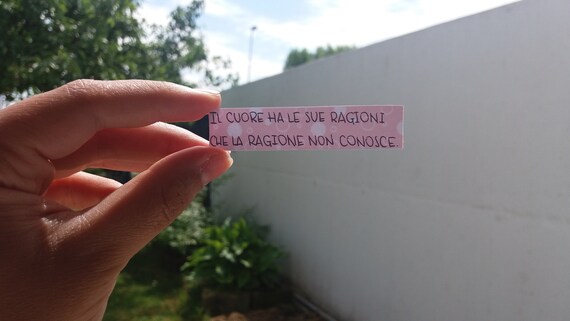 IL CUORE HA LE SUE RAGIONI
CHE LA RAGIONE NON CONOSCE.